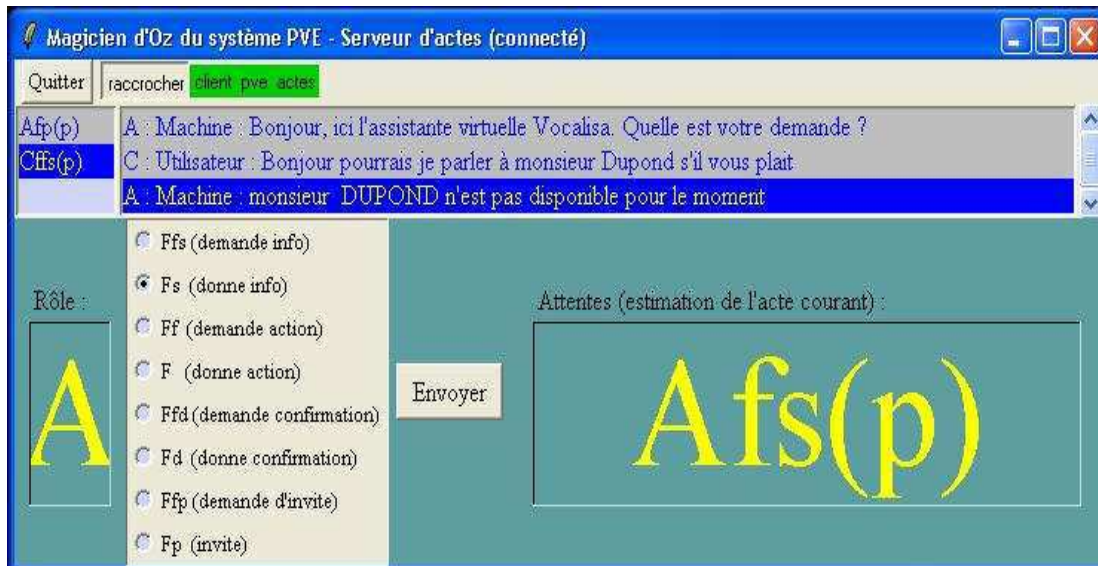 Magicien d'Oz du système PVE - Serveur d'actes (connecté)
Quitter raccrocher client pve actes
Afp(p) A : Machine : Bonjour, ici l'assistante virtuelle Vocalisa. Quelle est votre demande ?
Cffs(p) C : Utilisateur : Bonjour pourrais je parler à monsieur Dupond s'il vous plait
A : Machine : monsieur DUPOND n'est pas disponible pour le moment
Rôle :
A
Ffs (demande info)
Fs (donne info)
Ff (demande action)
F (donne action)
Ffd (demande confirmation)
Fd (donne confirmation)
Ffp (demande d'invite)
Fp (invite)
Envoyer
Attentes (estimation de l'acte courant) :
Afs(p)